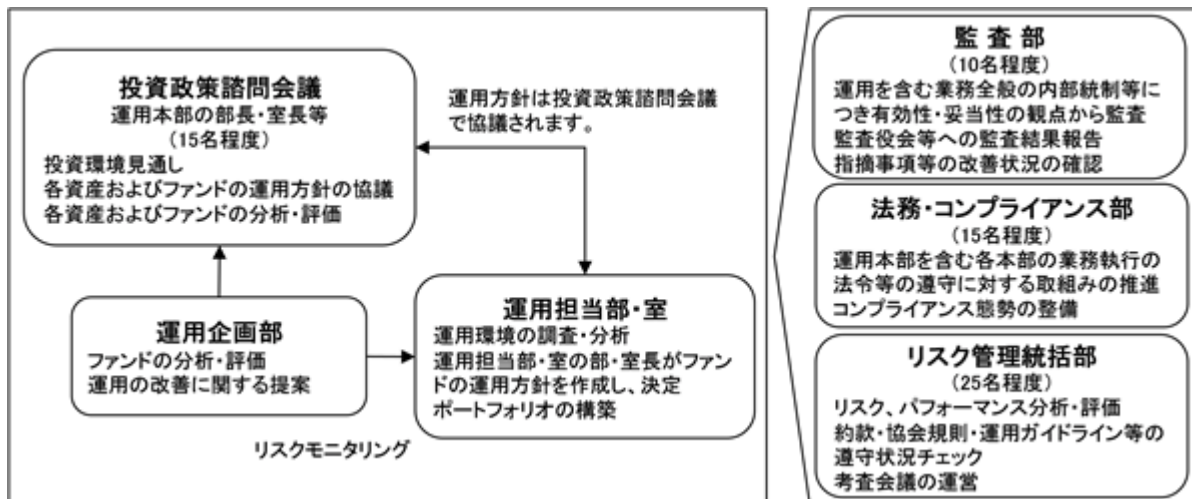 投資政策諮問会議
運用本部の部長・室長等
(15名程度)
投資環境見通し
各資産およびファンドの運用方針の協議
各資産およびファンドの分析・評価
運用方針は投資政策諮問会議
で協議されます。
運用企画部
ファンドの分析・評価
運用の改善に関する提案
運用担当部・室
運用環境の調査・分析
運用担当部・室の部・室長がファン
ドの運用方針を作成し、決定
ポートフォリオの構築
リスクモニタリング
監査部
(10名程度)
運用を含む業務全般の内部統制等に
つき有効性・妥当性の観点から監査
監査役会等への監査結果報告
指摘事項等の改善状況の確認
法務・コンプライアンス部
(15名程度)
運用本部を含む各本部の業務執行の
法令等の遵守に対する取組みの推進
コンプライアンス態勢の整備
リスク管理統括部
(25名程度)
リスク、パフォーマンス分析・評価
約款・協会規則・運用ガイドライン等の
遵守状況チェック
考査会議の運営